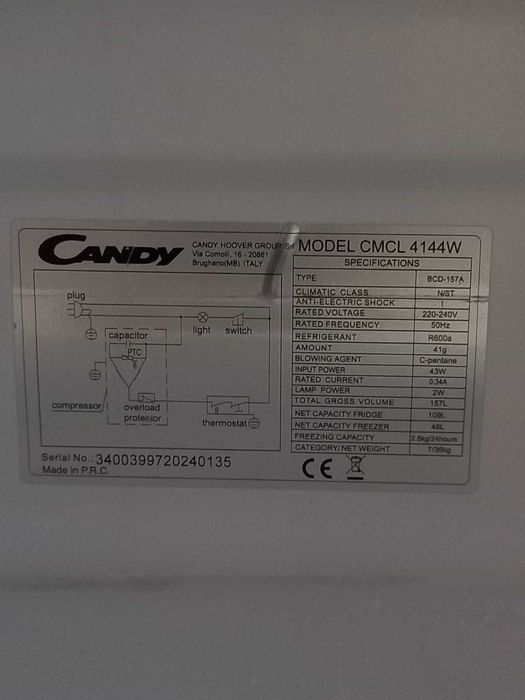 CANDY
CANDY HOOVER GROUP Srl
Via Comolli, 16 - 20861
Brugherio(MB) ITALY
MODEL CMCL 4144W
SPECIFICATIONS
TYPE BCD-157A
CLIMATIC CLASS N/ST
ANTI-ELECTRIC SHOCK I
RATED VOLTAGE 220-240V
RATED FREQUENCY 50Hz
REFRIGERANT R600a
AMOUNT 41g
BLOWING AGENT C-pentane
INPUT POWER 43W
RATED CURRENT 0.34A
LAMP POWER 2W
TOTAL GROSS VOLUME 157L
NET CAPACITY FRIDGE 109L
NET CAPACITY FREEZER 48L
FREEZING CAPACITY 2.5kg/24hours
CATEGORY/NET WEIGHT 7/36kg
plug
light switch
capacitor
PTC
compressor
overload
protector
thermostat
θ
Serial No.: 3400399720240135
Made in P.R.C.
CE